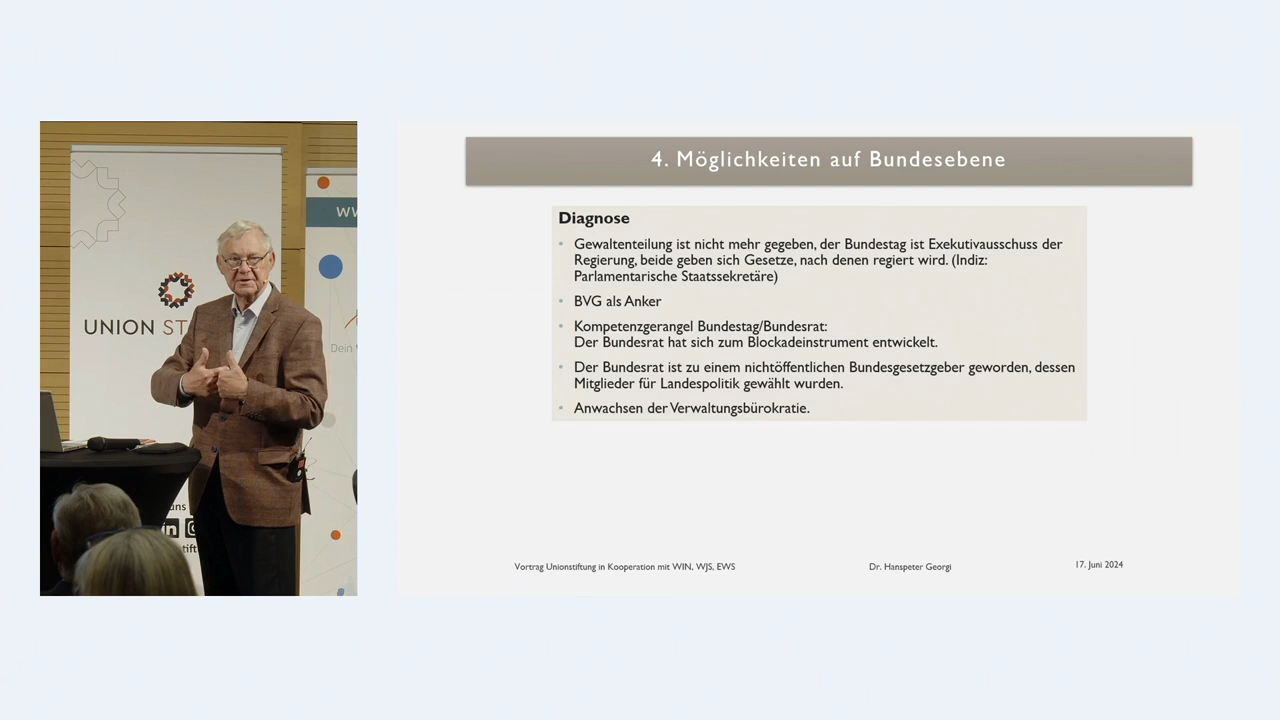 4. Möglichkeiten auf Bundesebene
Diagnose
• Gewaltenteilung ist nicht mehr gegeben, der Bundestag ist Exekutivausschuss der
Regierung, beide geben sich Gesetze, nach denen regiert wird. (Indiz:
Parlamentarische Staatssekretäre)
• BVG als Anker
• Kompetenzgerangel Bundestag/Bundesrat:
Der Bundesrat hat sich zum Blockadeinstrument entwickelt.
• Der Bundesrat ist zu einem nichtöffentlichen Bundesgesetzgeber geworden, dessen
Mitglieder für Landespolitik gewählt wurden.
• Anwachsen der Verwaltungsbürokratie.
Vortrag Unionstiftung in Kooperation mit WIN, WJS, EWS
Dr. Hanspeter Georgi
17. Juni 2024
UNION ST
WW
Dein
uns
in
tift